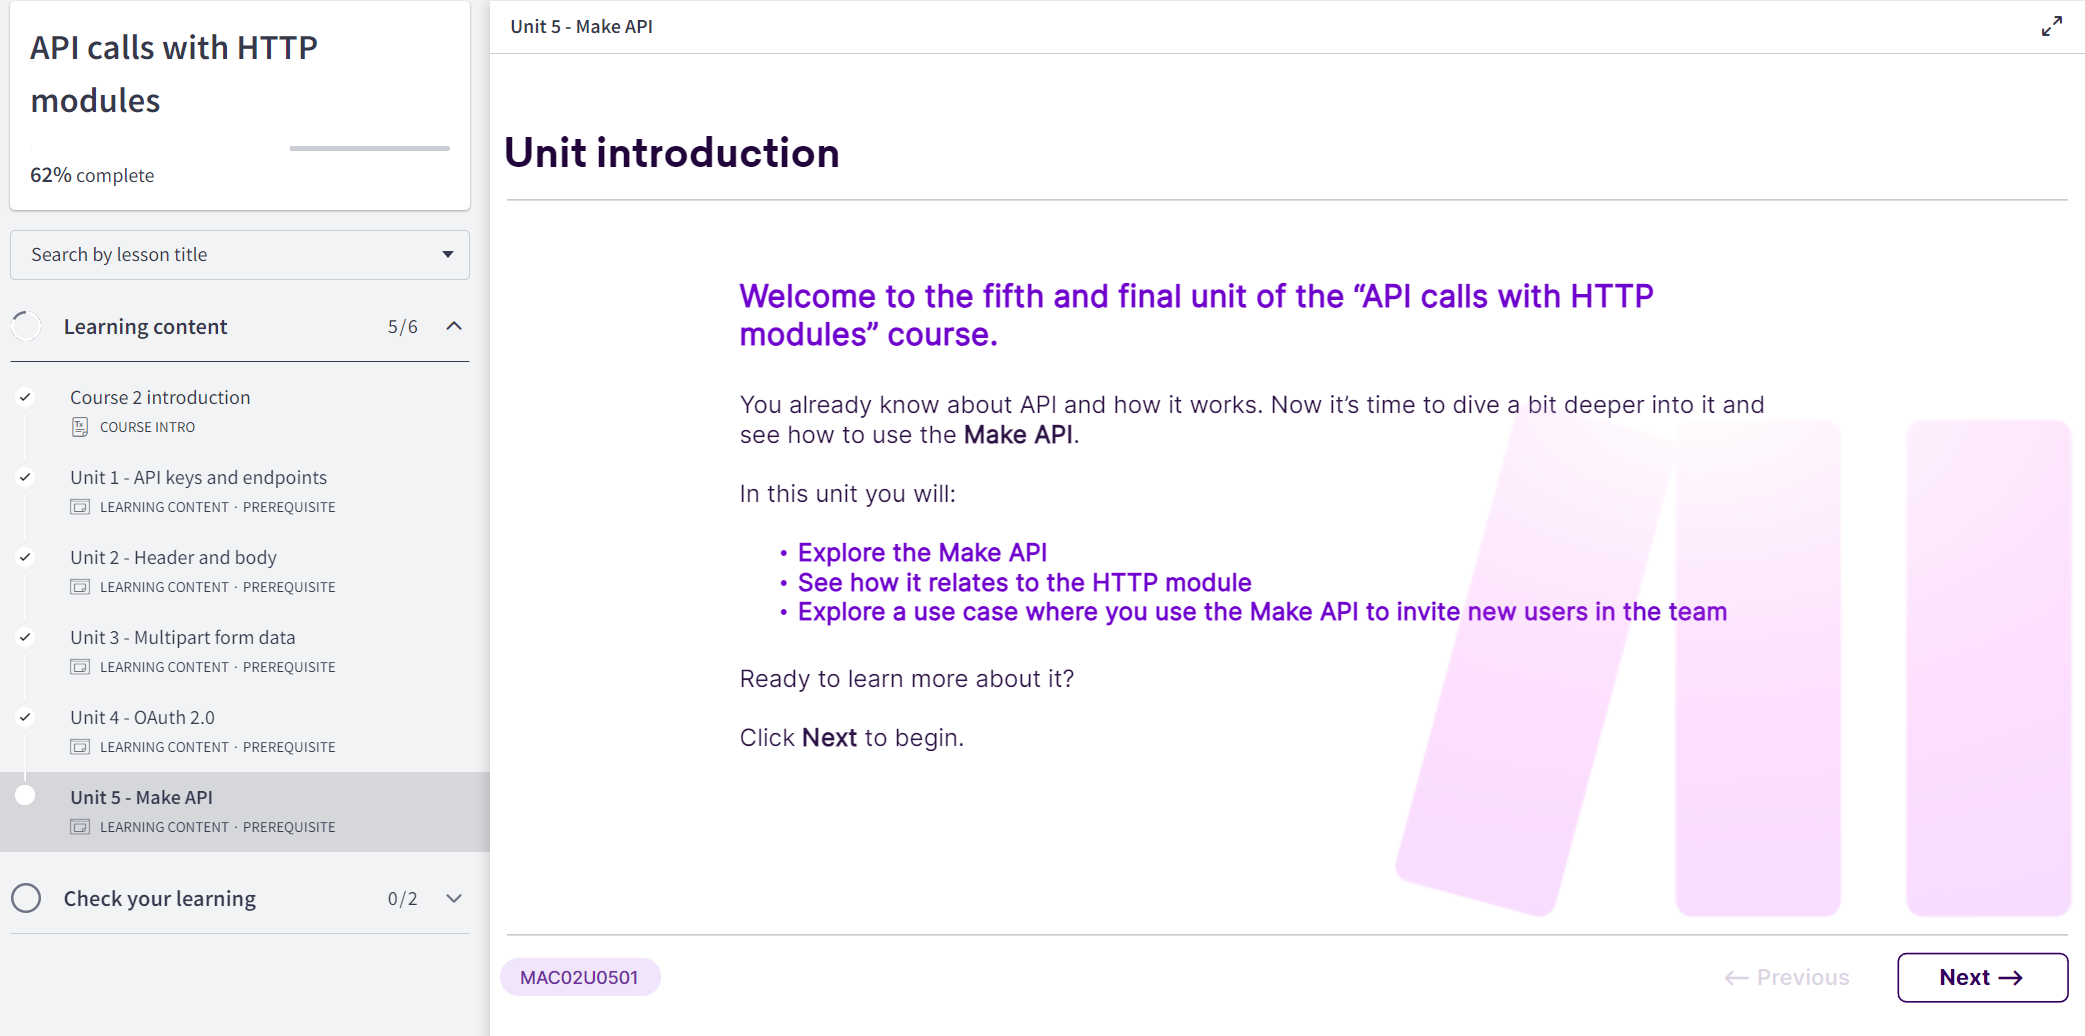 API calls with HTTP
modules
62% complete
Search by lesson title
Learning content 5/6
Course 2 introduction
COURSE INTRO
Unit 1 - API keys and endpoints
LEARNING CONTENT · PREREQUISITE
Unit 2 - Header and body
LEARNING CONTENT · PREREQUISITE
Unit 3 - Multipart form data
LEARNING CONTENT · PREREQUISITE
Unit 4 - OAuth 2.0
LEARNING CONTENT · PREREQUISITE
Unit 5 - Make API
LEARNING CONTENT · PREREQUISITE
Check your learning 0/2
Unit 5 - Make API
Unit introduction
Welcome to the fifth and final unit of the “API calls with HTTP
modules” course.
You already know about API and how it works. Now it’s time to dive a bit deeper into it and
see how to use the Make API.
In this unit you will:
• Explore the Make API
• See how it relates to the HTTP module
• Explore a use case where you use the Make API to invite new users in the team
Ready to learn more about it?
Click Next to begin.
MAC02U0501
← Previous
Next →